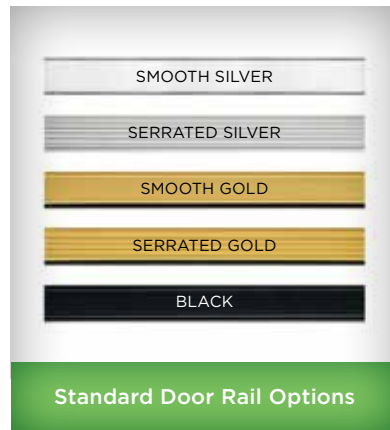 SMOOTH SILVER
SERRATED SILVER
SMOOTH GOLD
SERRATED GOLD
BLACK
Standard Door Rail Options